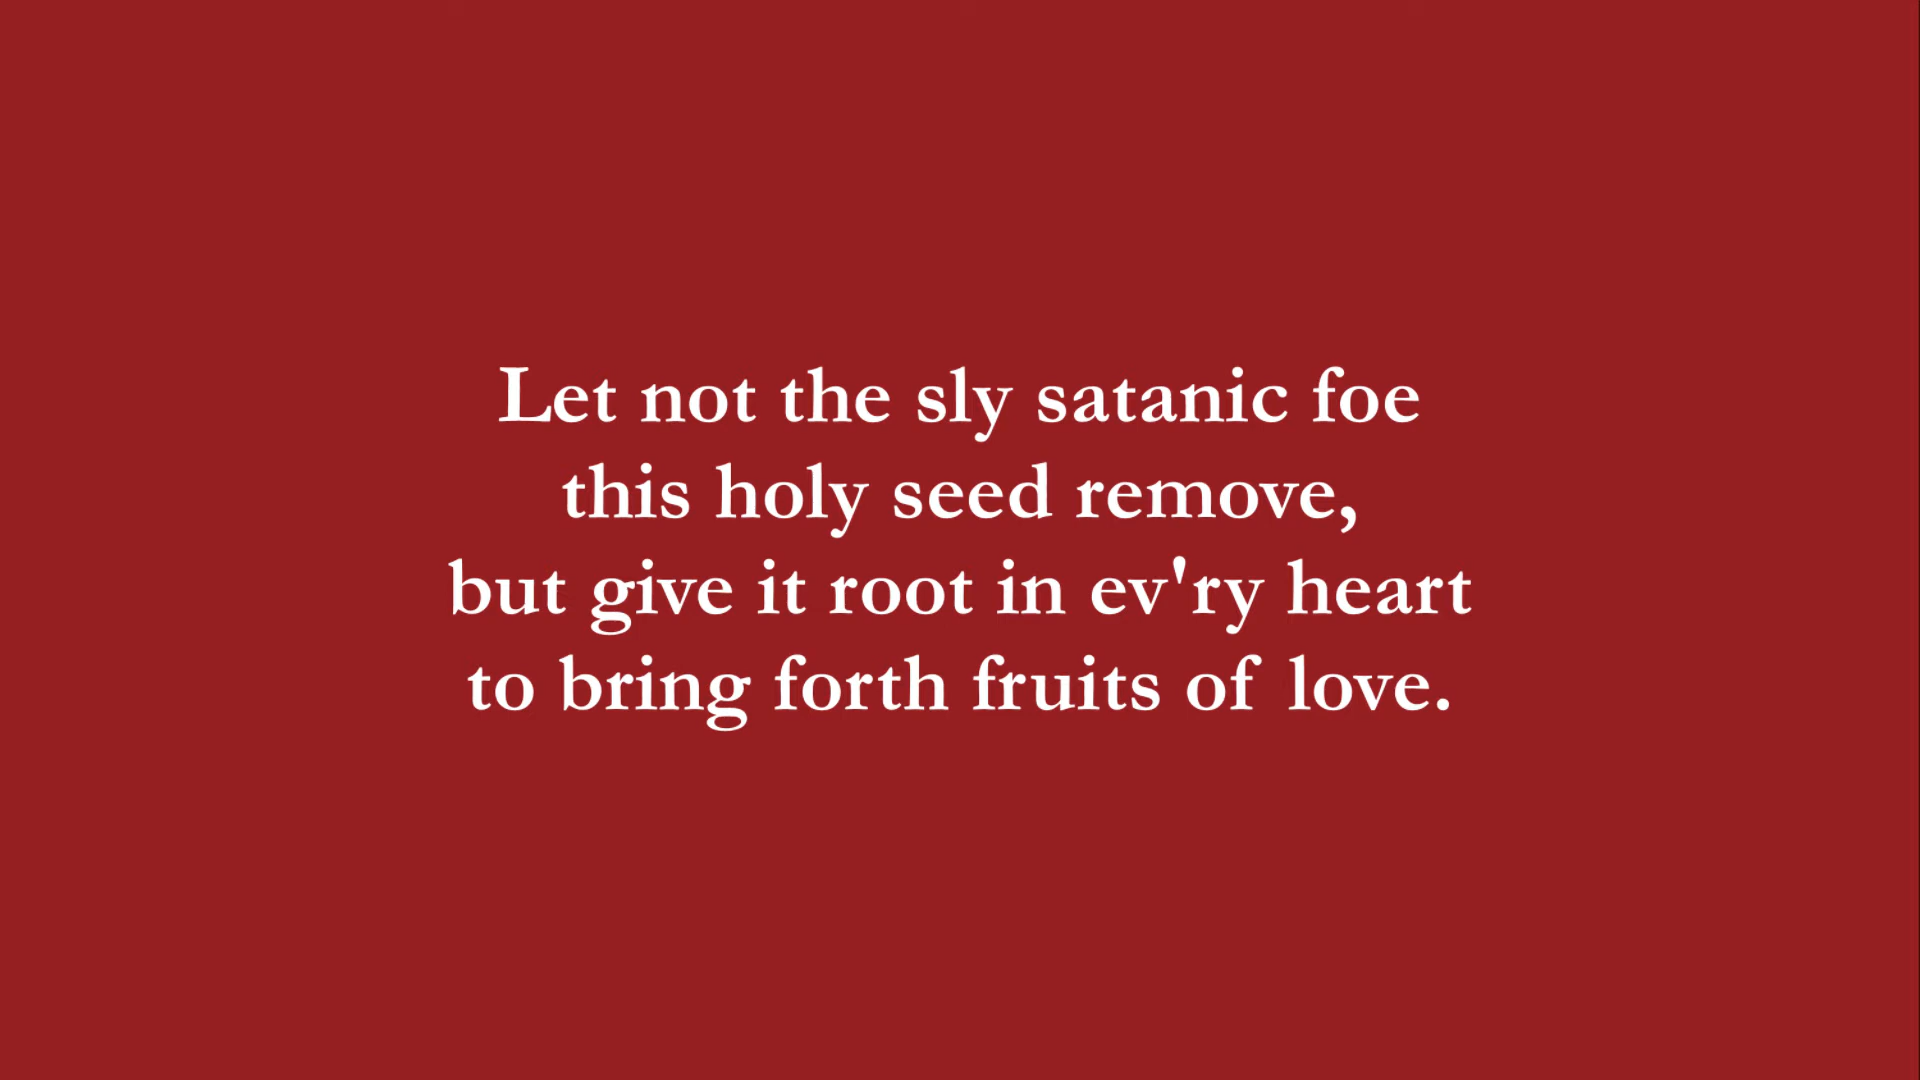 Let not the sly satanic foe
this holy seed remove,
but give it root in ev'ry heart
to bring forth fruits of love.